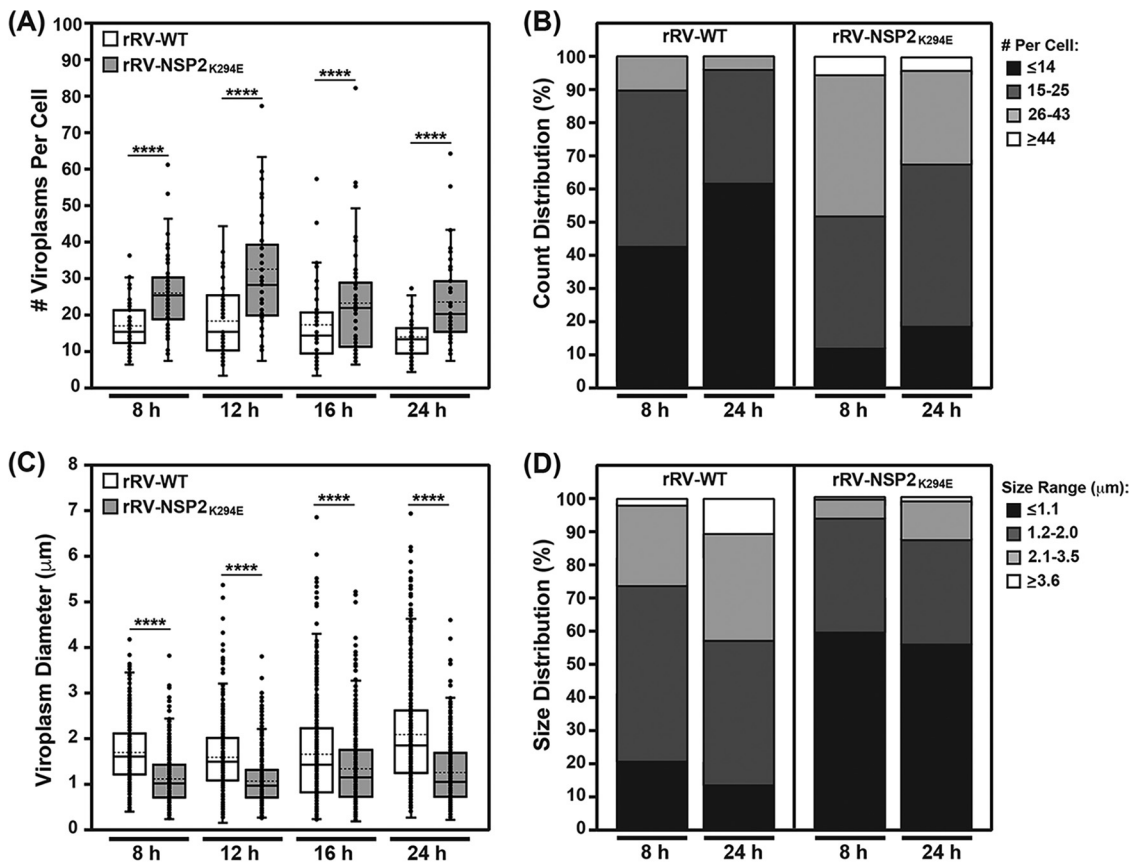 (A)
# Viroplasms Per Cell
100
90
80
70
60
50
40
30
20
10
0
rRV-WT
rRV-NSP2K294E
****
****
****
****
8 h
12 h
16 h
24 h
(B)
Count Distribution (%)
100
90
80
70
60
50
40
30
20
10
0
rRV-WT
rRV-NSP2K294E
8 h
24 h
8 h
24 h
# Per Cell:
≤14
15-25
26-43
≥44
(C)
Viroplasm Diameter (μm)
8
7
6
5
4
3
2
1
0
rRV-WT
rRV-NSP2K294E
****
****
****
****
8 h
12 h
16 h
24 h
(D)
Size Distribution (%)
100
90
80
70
60
50
40
30
20
10
0
rRV-WT
rRV-NSP2K294E
8 h
24 h
8 h
24 h
Size Range (μm):
≤1.1
1.2-2.0
2.1-3.5
≥3.6